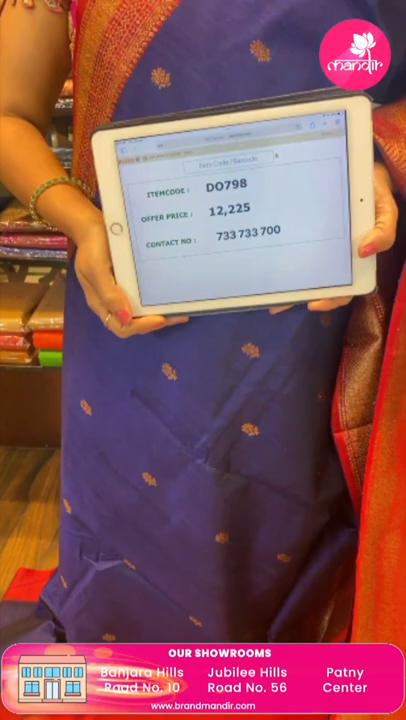 mandir
Item Code / Barcode
ITEMCODE : DO798
OFFER PRICE : 12,225
CONTACT NO : 733 733 700
OUR SHOWROOMS
Banjara Hills Road No. 10
Jubilee Hills Road No. 56
Patny Center
www.brandmandir.com